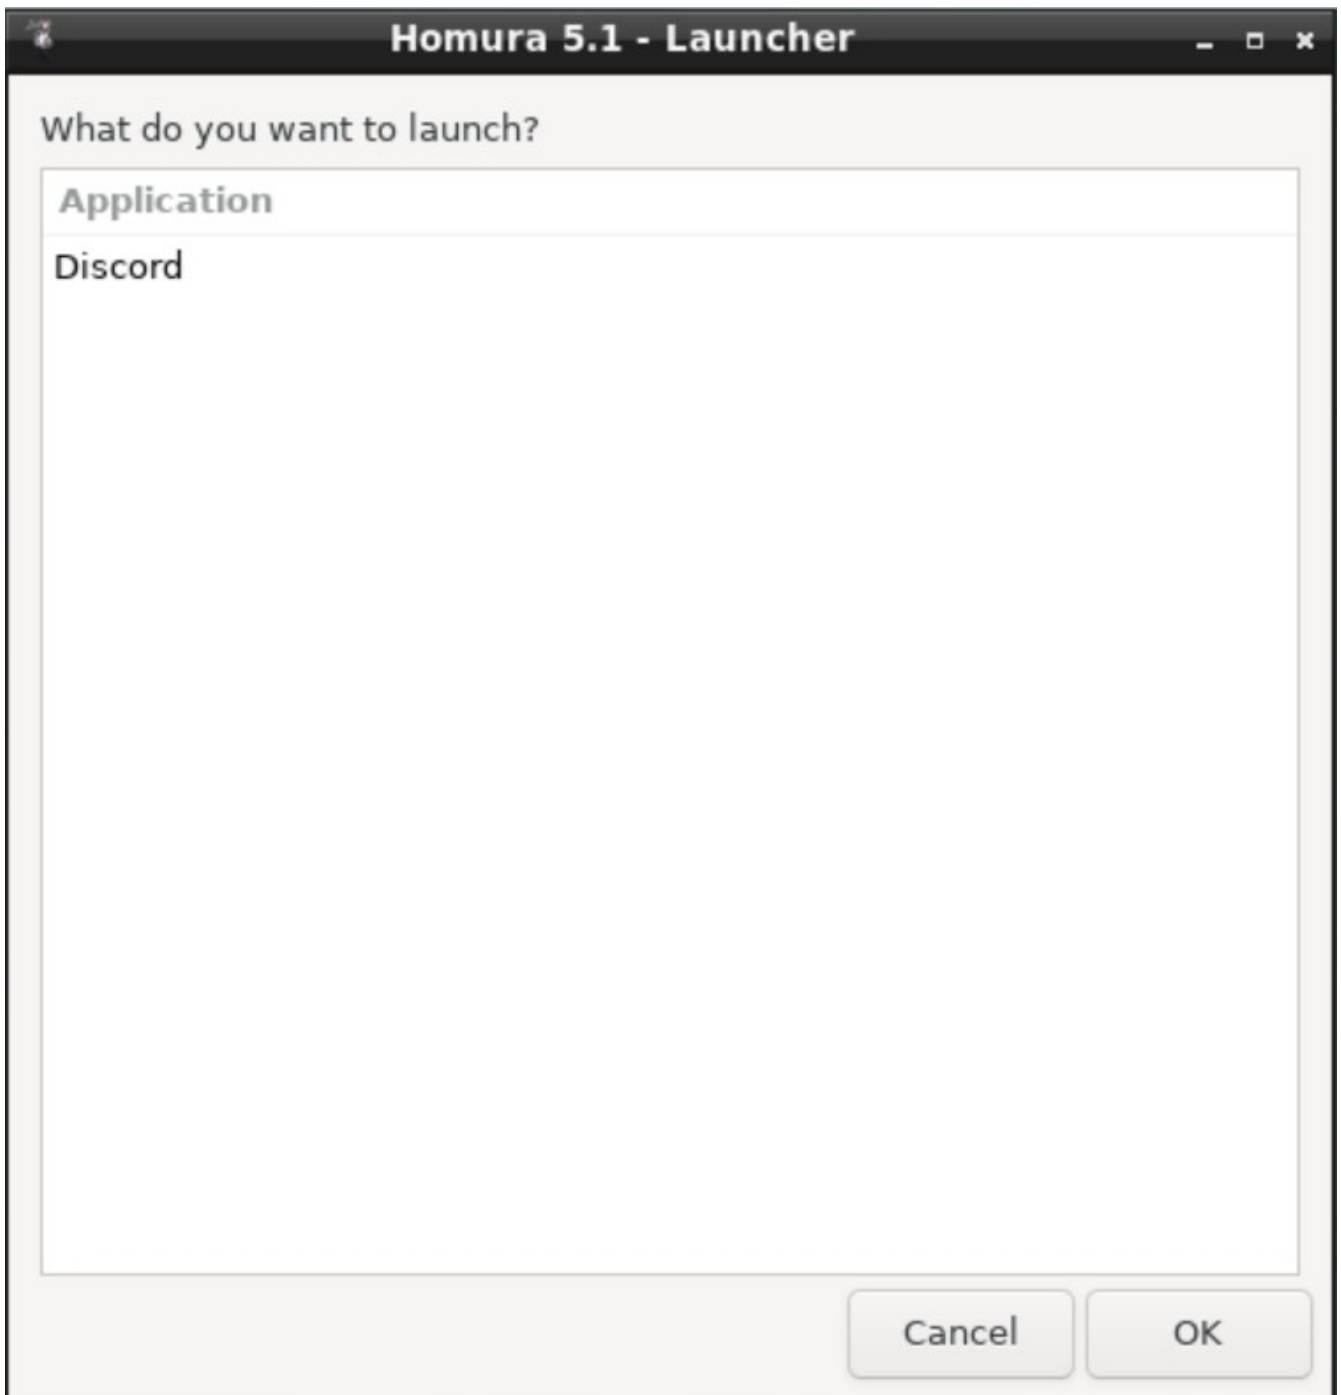 Homura 5.1 - Launcher
What do you want to launch?
Application
Discord
Cancel OK